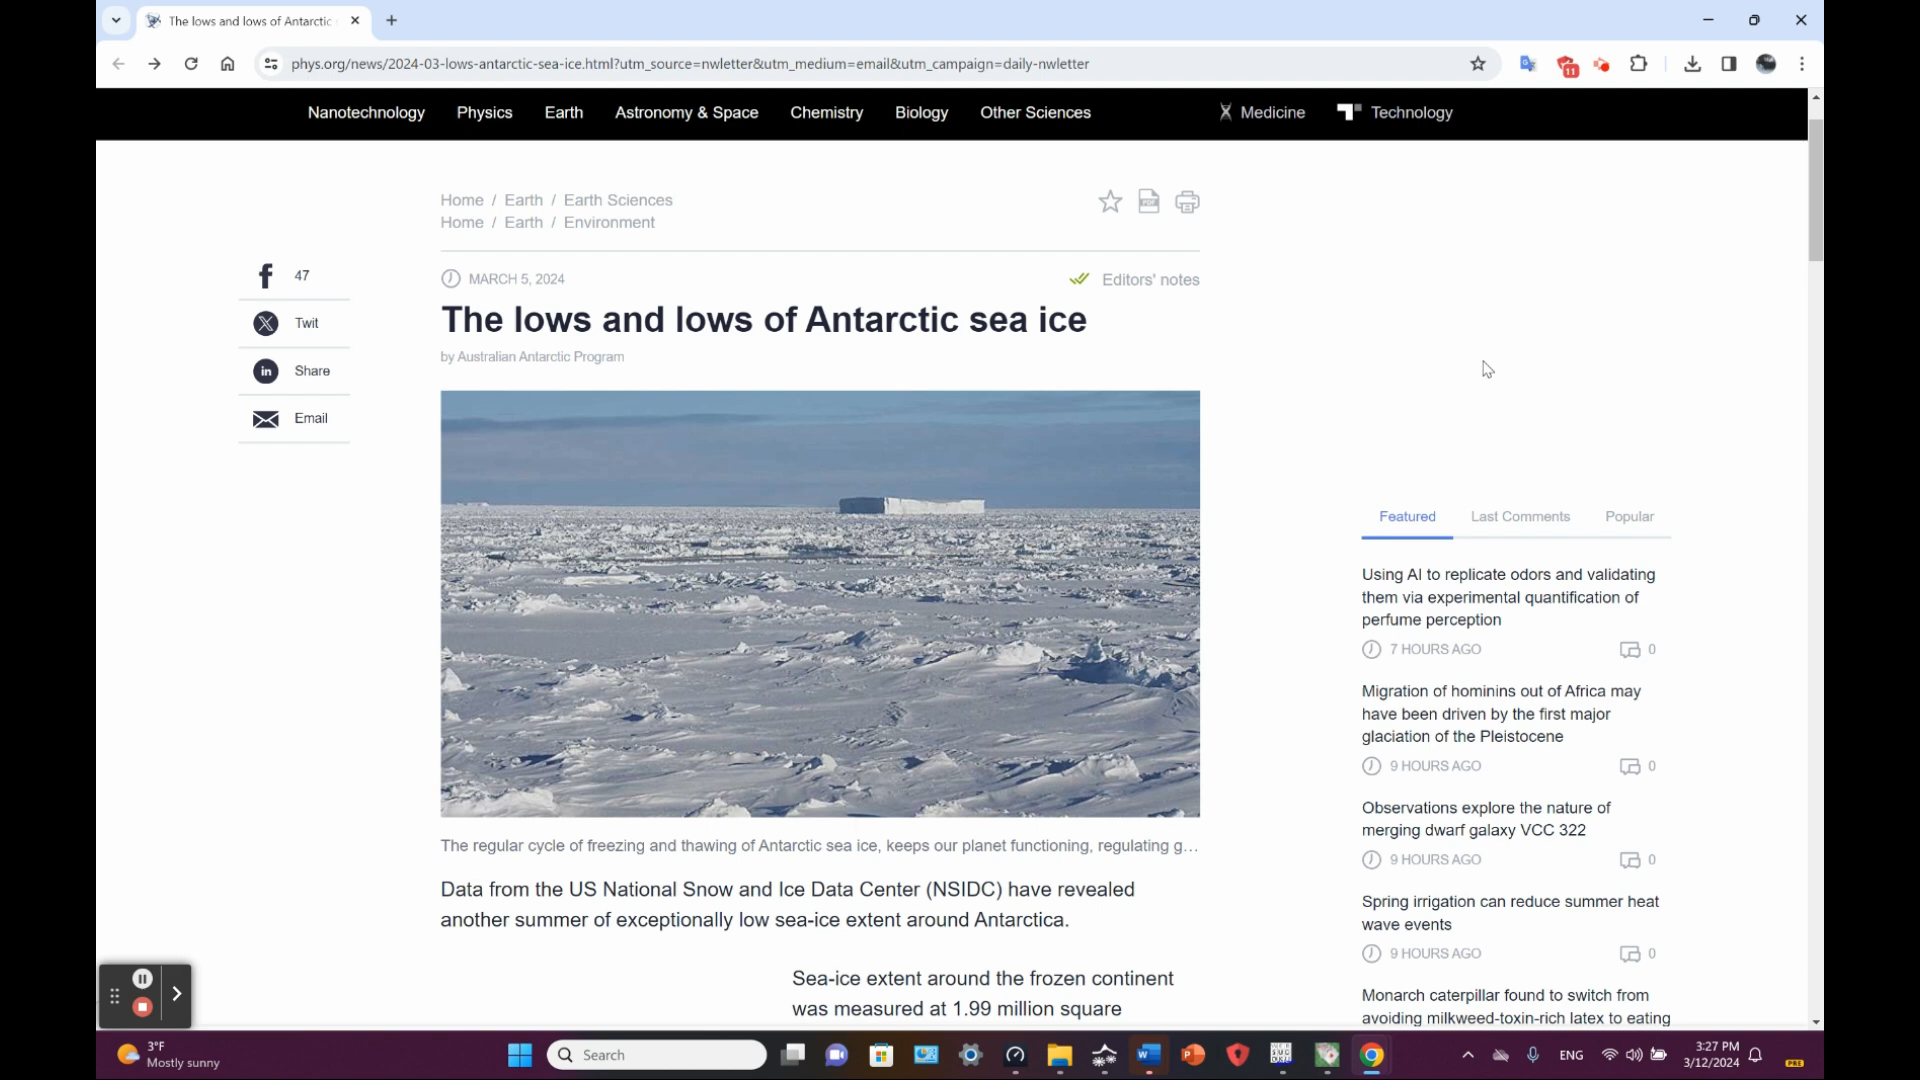 The lows and lows of Antarctic
phys.org/news/2024-03-lows-antarctic-sea-ice.html?utm_source=nwletter&utm_medium=email&utm_campaign=daily-nwletter
11
Nanotechnology Physics Earth Astronomy & Space Chemistry Biology Other Sciences Medicine Technology
Home / Earth / Earth Sciences
Home / Earth / Environment
PDF
47
Twit
in Share
Email
MARCH 5, 2024 Editors' notes
The lows and lows of Antarctic sea ice
by Australian Antarctic Program
The regular cycle of freezing and thawing of Antarctic sea ice, keeps our planet functioning, regulating g...
Data from the US National Snow and Ice Data Center (NSIDC) have revealed
another summer of exceptionally low sea-ice extent around Antarctica.
Sea-ice extent around the frozen continent
was measured at 1.99 million square
Featured Last Comments Popular
Using AI to replicate odors and validating
them via experimental quantification of
perfume perception
7 HOURS AGO 0
Migration of hominins out of Africa may
have been driven by the first major
glaciation of the Pleistocene
9 HOURS AGO 0
Observations explore the nature of
merging dwarf galaxy VCC 322
9 HOURS AGO 0
Spring irrigation can reduce summer heat
wave events
9 HOURS AGO 0
Monarch caterpillar found to switch from
avoiding milkweed-toxin-rich latex to eating
3°F
Mostly sunny
Search
ENG
3:27 PM
3/12/2024
PRE